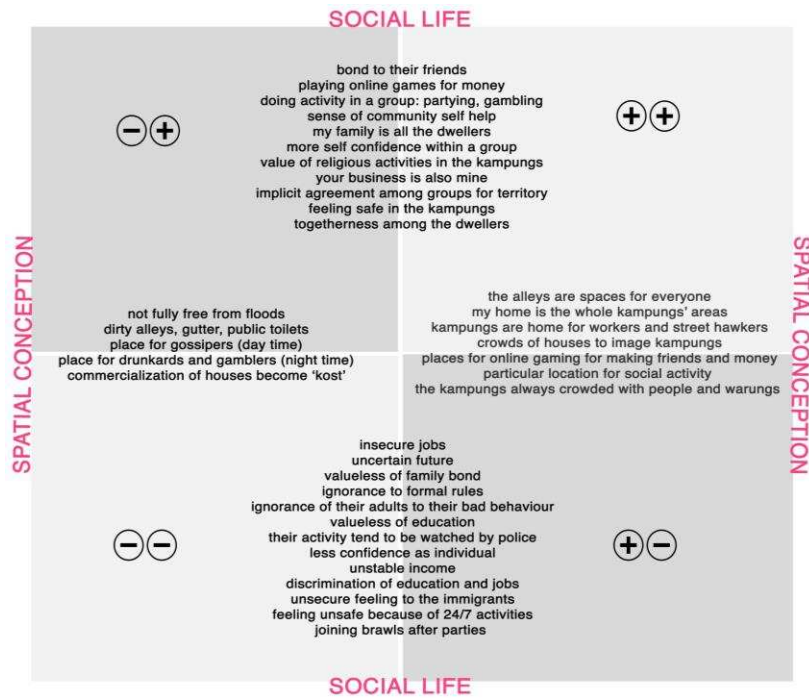 SOCIAL LIFE
bond to their friends
playing online games for money
doing activity in a group: partying, gambling
sense of community self help
my family is all the dwellers
more self confidence within a group
value of religious activities in the kampungs
your business is also mine
implicit agreement among groups for territory
feeling safe in the kampungs
togetherness among the dwellers
−+
++
SPATIAL CONCEPTION
not fully free from floods
dirty alleys, gutter, public toilets
place for gossipers (day time)
place for drunkards and gamblers (night time)
commercialization of houses become ‘kost’
the alleys are spaces for everyone
my home is the whole kampungs’ areas
kampungs are home for workers and street hawkers
crowds of houses to image kampungs
places for online gaming for making friends and money
particular location for social activity
the kampungs always crowded with people and warungs
SPATIAL CONCEPTION
insecure jobs
uncertain future
valueless of family bond
ignorance to formal rules
ignorance of their adults to their bad behaviour
valueless of education
their activity tend to be watched by police
less confidence as individual
unstable income
discrimination of education and jobs
unsecure feeling to the immigrants
feeling unsafe because of 24/7 activities
joining brawls after parties
−−
+−
SOCIAL LIFE